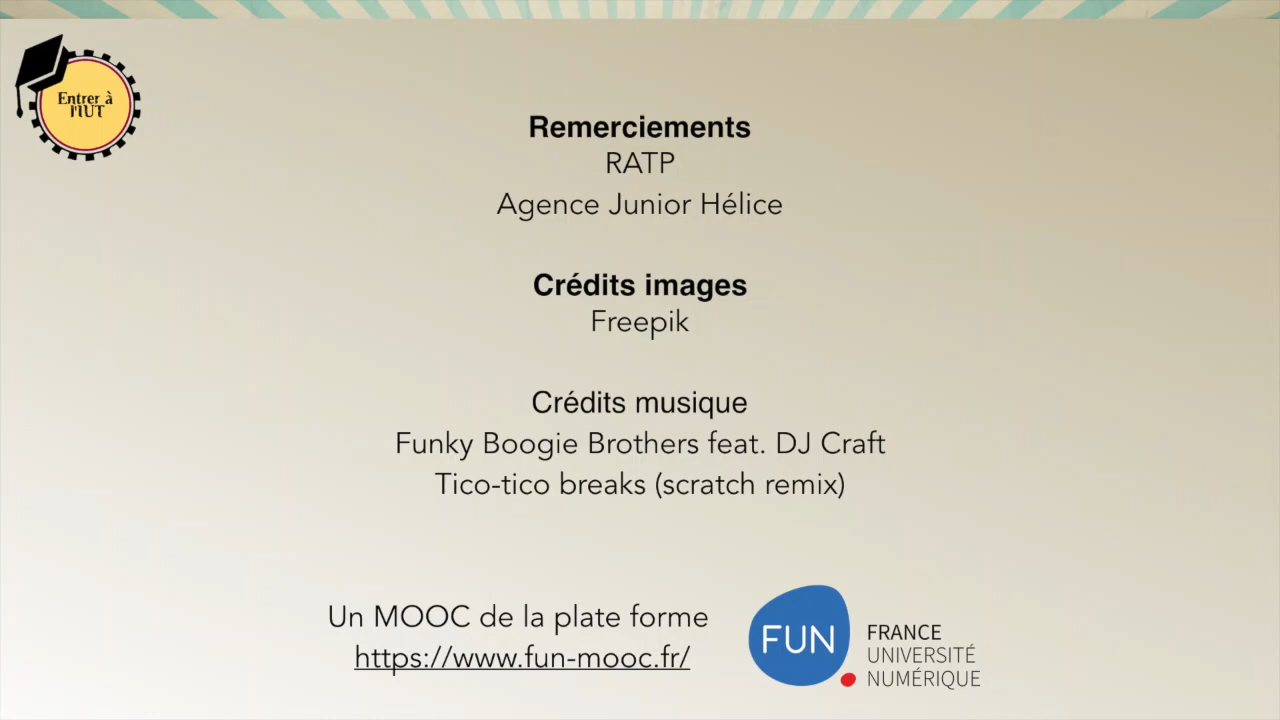 Entrer à
l'IUT
Remerciements
RATP
Agence Junior Hélice
Crédits images
Freepik
Crédits musique
Funky Boogie Brothers feat. DJ Craft
Tico-tico breaks (scratch remix)
Un MOOC de la plate forme
https://www.fun-mooc.fr/
FUN
FRANCE
UNIVERSITÉ
NUMÉRIQUE